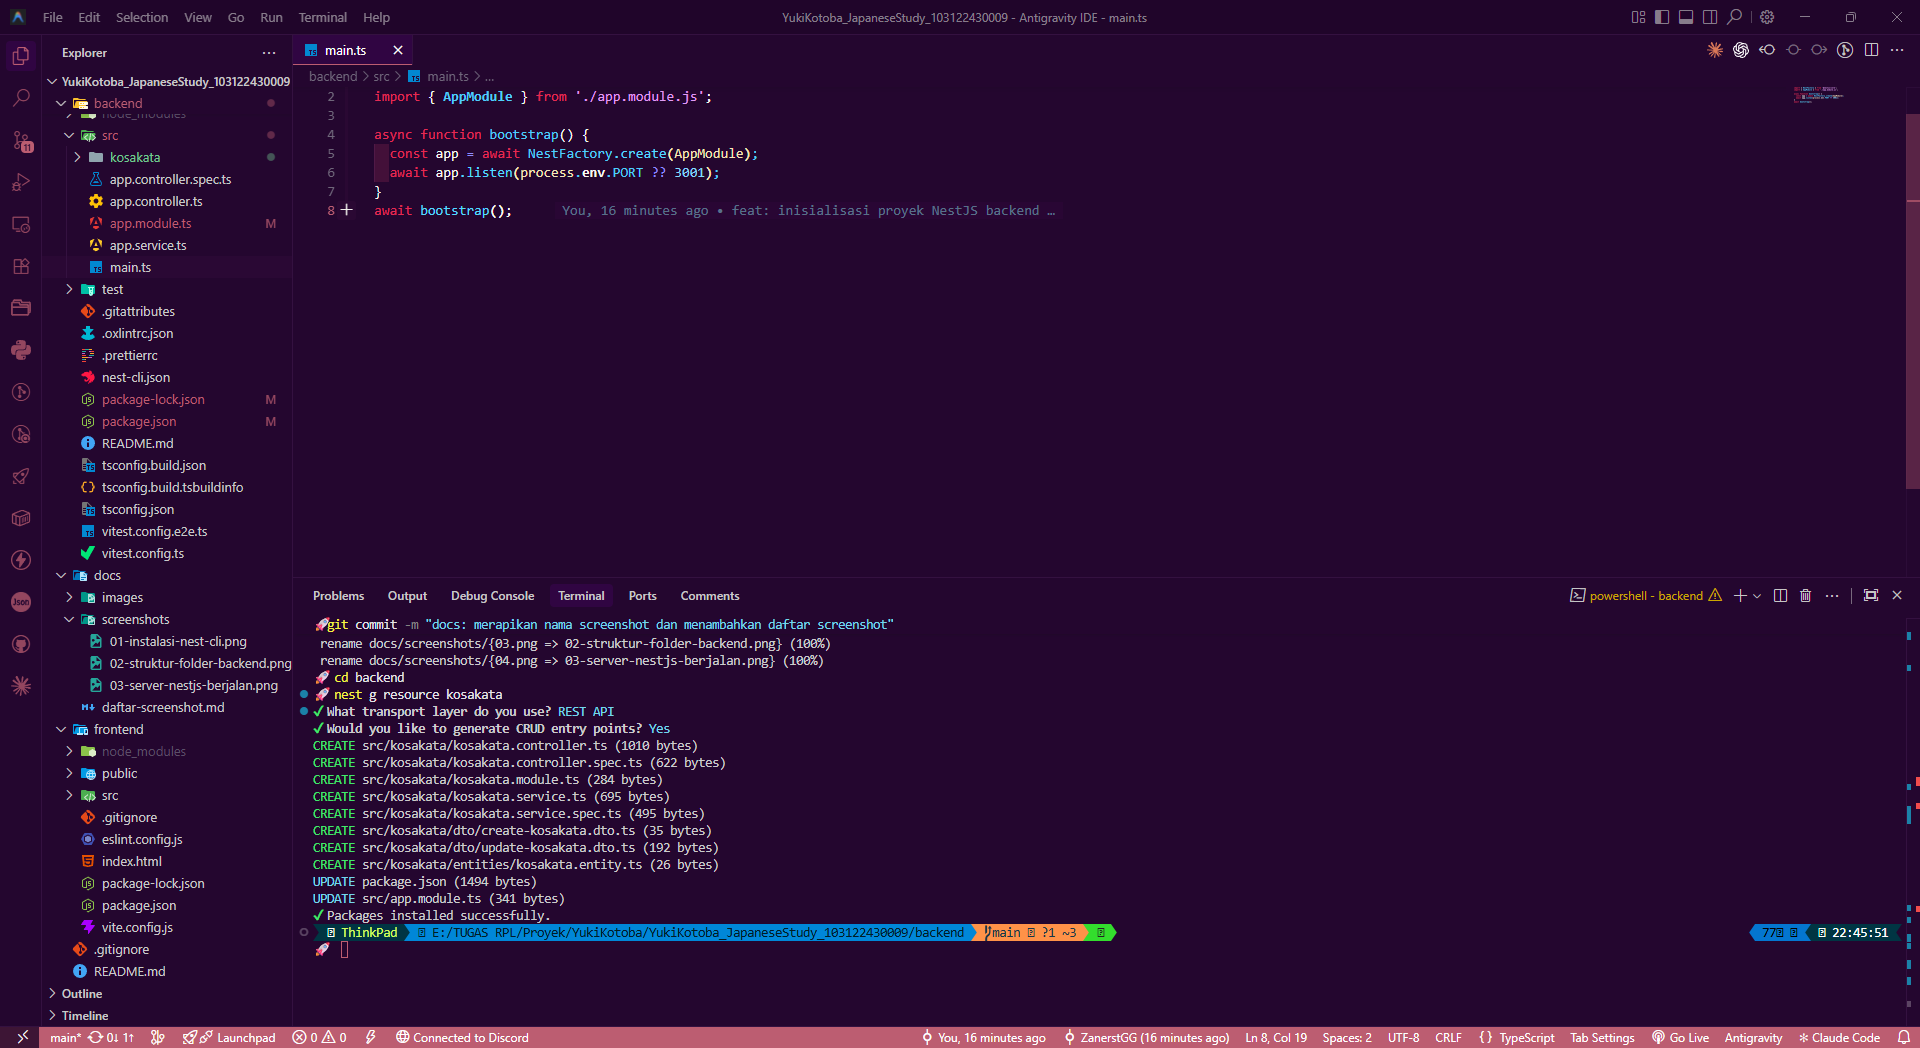 File Edit Selection View Go Run Terminal Help
YukiKotoba_JapaneseStudy_103122430009 - Antigravity IDE - main.ts
Explorer
YukiKotoba_JapaneseStudy_103122430009
backend
node_modules
src
kosakata
app.controller.spec.ts
app.controller.ts
app.module.ts M
app.service.ts
main.ts
test
.gitattributes
.oxlintrc.json
.prettierrc
nest-cli.json
package-lock.json M
package.json M
README.md
tsconfig.build.json
tsconfig.build.tsbuildinfo
tsconfig.json
vitest.config.e2e.ts
vitest.config.ts
docs
images
screenshots
01-instalasi-nest-cli.png
02-struktur-folder-backend.png
03-server-nestjs-berjalan.png
daftar-screenshot.md
frontend
node_modules
public
src
.gitignore
eslint.config.js
index.html
package-lock.json
package.json
vite.config.js
.gitignore
README.md
Outline
Timeline
11
Json
main.ts
backend > src > main.ts > ...
2 import { AppModule } from './app.module.js';
3
4 async function bootstrap() {
5 const app = await NestFactory.create(AppModule);
6 await app.listen(process.env.PORT ?? 3001);
7 }
8 await bootstrap(); You, 16 minutes ago • feat: inisialisasi proyek NestJS backend …
Problems Output Debug Console Terminal Ports Comments
powershell - backend
🚀git commit -m "docs: merapikan nama screenshot dan menambahkan daftar screenshot"
rename docs/screenshots/{03.png => 02-struktur-folder-backend.png} (100%)
rename docs/screenshots/{04.png => 03-server-nestjs-berjalan.png} (100%)
🚀 cd backend
🚀 nest g resource kosakata
✓ What transport layer do you use? REST API
✓ Would you like to generate CRUD entry points? Yes
CREATE src/kosakata/kosakata.controller.ts (1010 bytes)
CREATE src/kosakata/kosakata.controller.spec.ts (622 bytes)
CREATE src/kosakata/kosakata.module.ts (284 bytes)
CREATE src/kosakata/kosakata.service.ts (695 bytes)
CREATE src/kosakata/kosakata.service.spec.ts (495 bytes)
CREATE src/kosakata/dto/create-kosakata.dto.ts (35 bytes)
CREATE src/kosakata/dto/update-kosakata.dto.ts (192 bytes)
CREATE src/kosakata/entities/kosakata.entity.ts (26 bytes)
UPDATE package.json (1494 bytes)
UPDATE src/app.module.ts (341 bytes)
✓ Packages installed successfully.
ThinkPad E:/TUGAS RPL/Proyek/YukiKotoba/YukiKotoba_JapaneseStudy_103122430009/backend main ?1 ~3 77 22:45:51
🚀
main* 0↓ 1↑ Launchpad 0 0 Connected to Discord You, 16 minutes ago ZanerstGG (16 minutes ago) Ln 8, Col 19 Spaces: 2 UTF-8 CRLF {} TypeScript Tab Settings Go Live Antigravity Claude Code